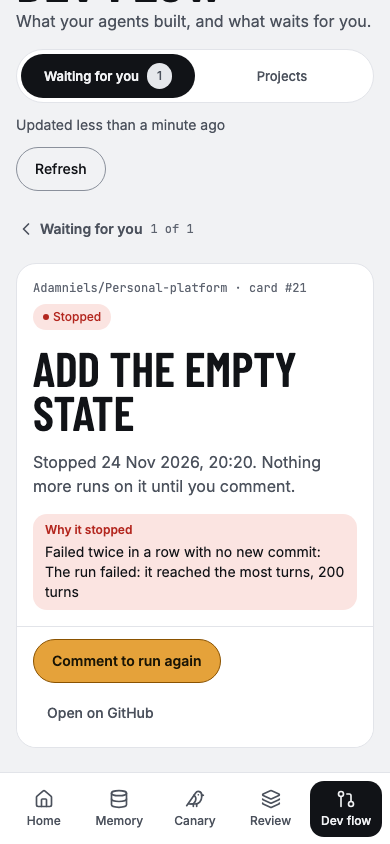 DEV FLOW
What your agents built, and what waits for you.
Waiting for you 1
Projects
Updated less than a minute ago
Refresh
Waiting for you 1 of 1
Adamniels/Personal-platform · card #21
Stopped
ADD THE EMPTY
STATE
Stopped 24 Nov 2026, 20:20. Nothing
more runs on it until you comment.
Why it stopped
Failed twice in a row with no new commit:
The run failed: it reached the most turns, 200
turns
Comment to run again
Open on GitHub
Home
Memory
Canary
Review
Dev flow